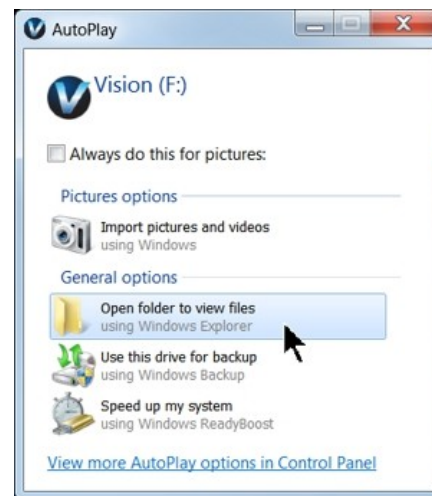 AutoPlay
Vision (F:)
Always do this for pictures:
Pictures options
Import pictures and videos
using Windows
General options
Open folder to view files
using Windows Explorer
Use this drive for backup
using Windows Backup
Speed up my system
using Windows ReadyBoost
View more AutoPlay options in Control Panel